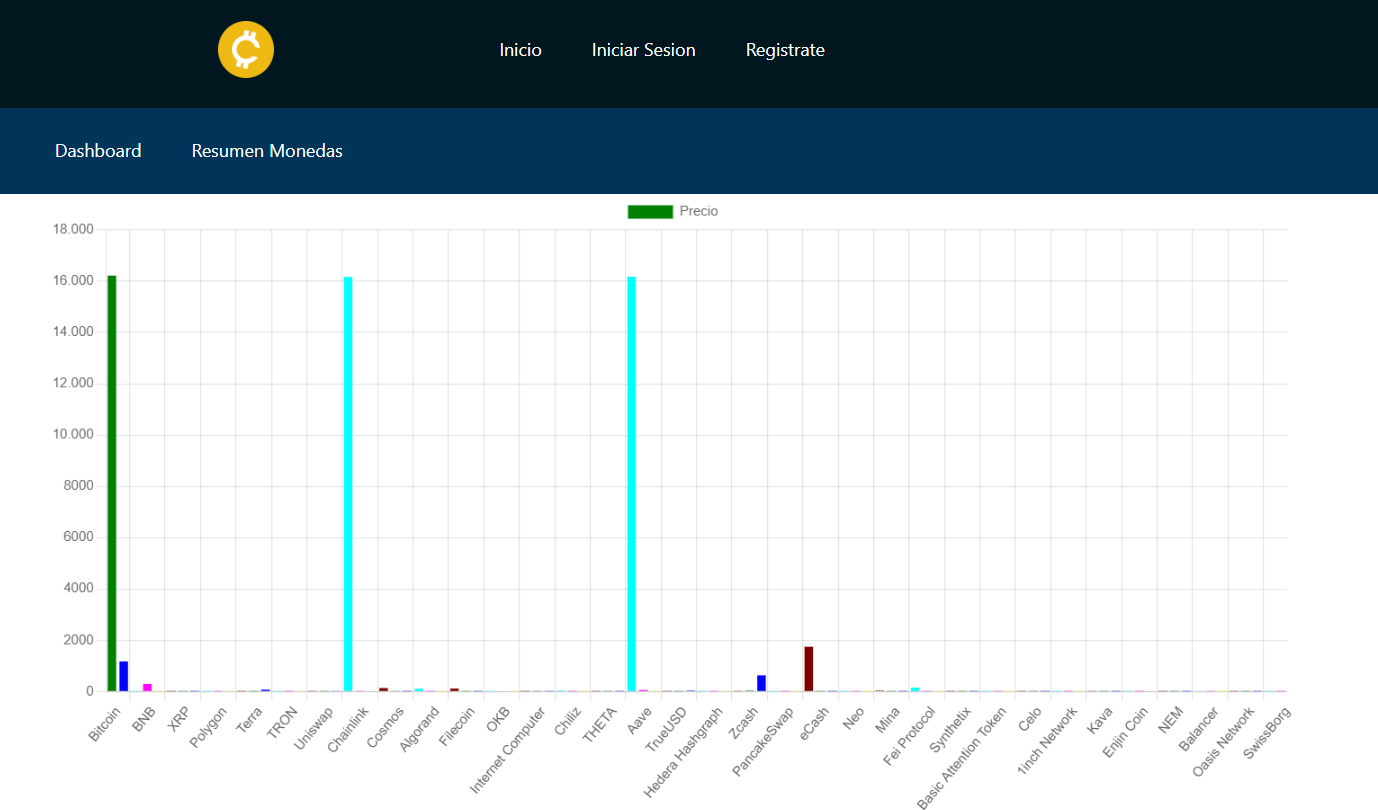 Inicio Iniciar Sesion Registrate
Dashboard Resumen Monedas
Precio
18.000
16.000
14.000
12.000
10.000
8000
6000
4000
2000
0
Bitcoin
BNB
XRP
Polygon
Terra
TRON
Uniswap
Chainlink
Cosmos
Algorand
Filecoin
OKB
Internet Computer
Chiliz
THETA
Aave
TrueUSD
Hedera Hashgraph
Zcash
PancakeSwap
eCash
Neo
Mina
Fei Protocol
Synthetix
Basic Attention Token
Celo
1inch Network
Kava
Enjin Coin
NEM
Balancer
Oasis Network
SwissBorg